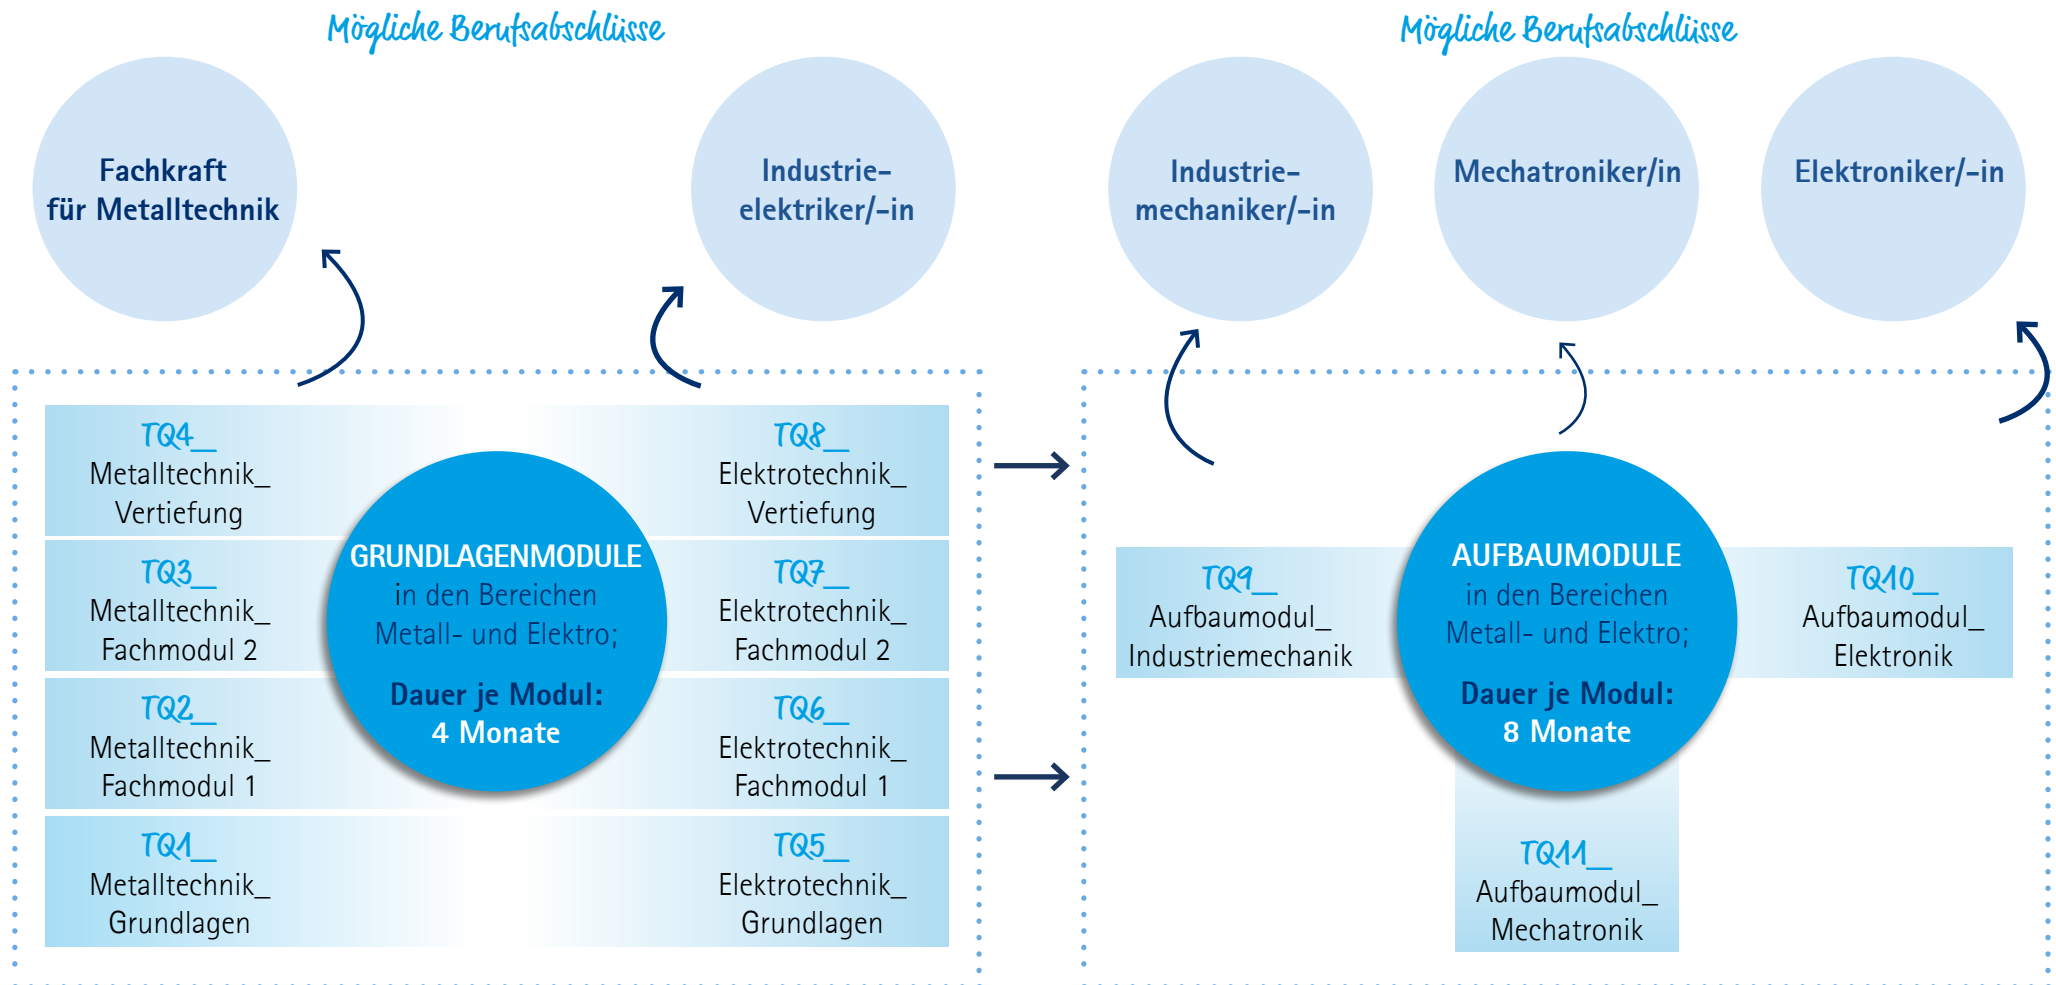 Mögliche Berufsabschlüsse
Fachkraft
für Metalltechnik
Industrie-
elektriker/-in
TQ4_
Metalltechnik_
Vertiefung
TQ3_
Metalltechnik_
Fachmodul 2
TQ2_
Metalltechnik_
Fachmodul 1
TQ1_
Metalltechnik_
Grundlagen
GRUNDLAGENMODULE
in den Bereichen
Metall- und Elektro;
Dauer je Modul:
4 Monate
TQ8_
Elektrotechnik_
Vertiefung
TQ7_
Elektrotechnik_
Fachmodul 2
TQ6_
Elektrotechnik_
Fachmodul 1
TQ5_
Elektrotechnik_
Grundlagen
Mögliche Berufsabschlüsse
Industrie-
mechaniker/-in
Mechatroniker/in
Elektroniker/-in
TQ9_
Aufbaumodul_
Industriemechanik
AUFBAUMODULE
in den Bereichen
Metall- und Elektro;
Dauer je Modul:
8 Monate
TQ10_
Aufbaumodul_
Elektronik
TQ11_
Aufbaumodul_
Mechatronik